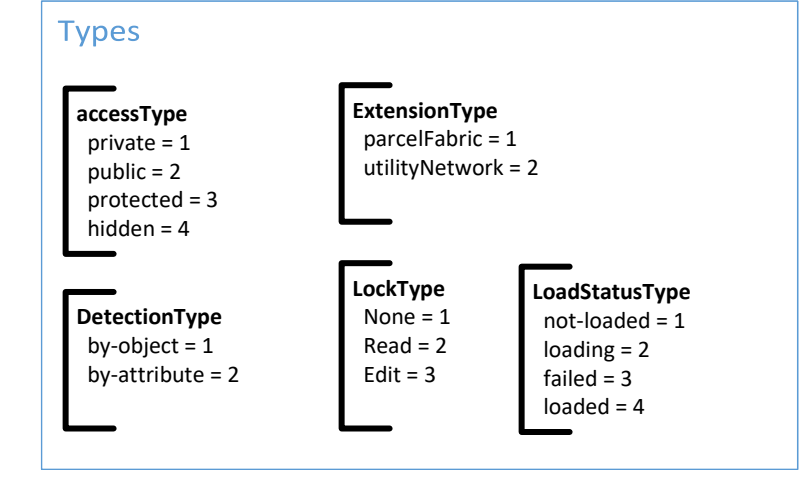 Types
accessType
private = 1
public = 2
protected = 3
hidden = 4
ExtensionType
parcelFabric = 1
utilityNetwork = 2
DetectionType
by-object = 1
by-attribute = 2
LockType
None = 1
Read = 2
Edit = 3
LoadStatusType
not-loaded = 1
loading = 2
failed = 3
loaded = 4